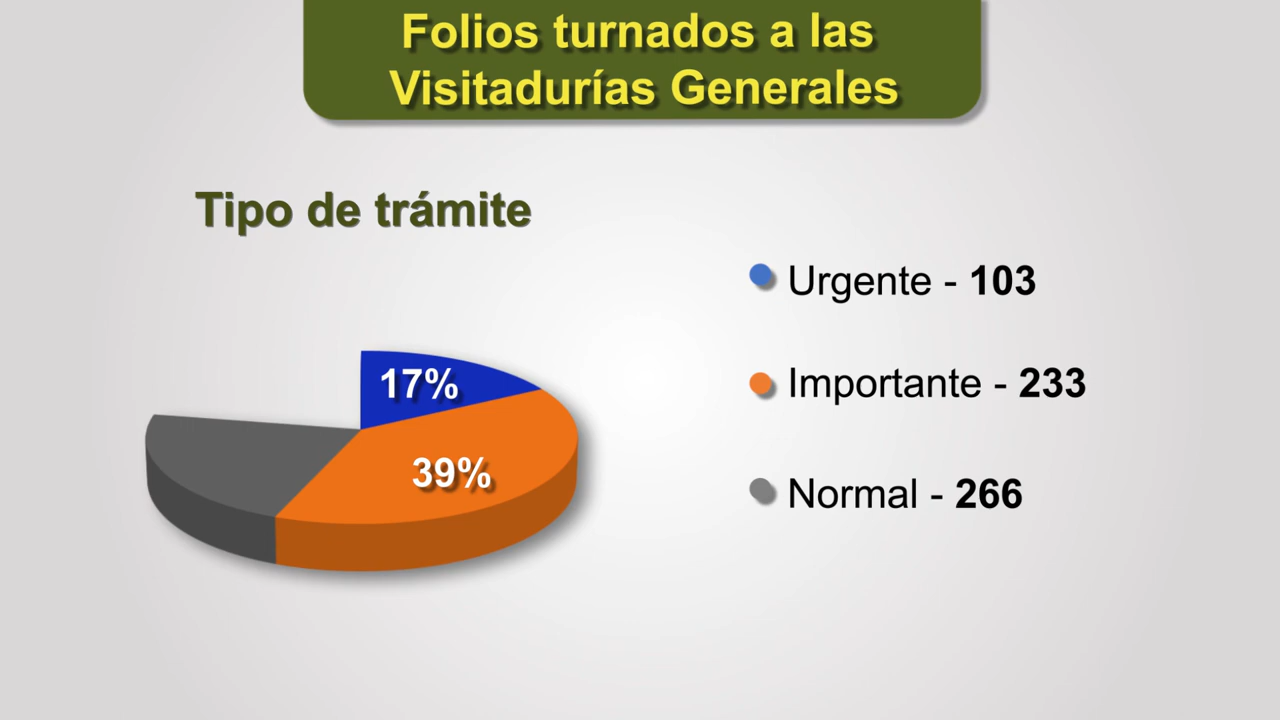 Folios turnados a las
Visitadurías Generales
Tipo de trámite
Urgente - 103
17%
Importante - 233
39%
Normal - 266